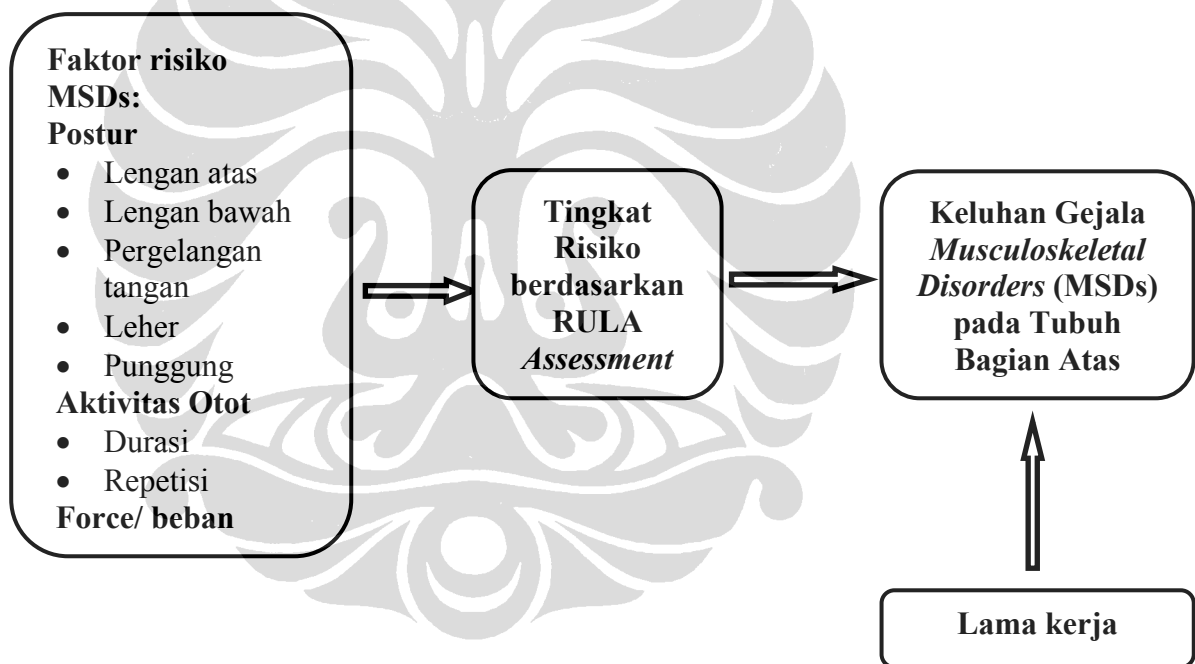 Faktor risiko
MSDs:
Postur
• Lengan atas
• Lengan bawah
• Pergelangan
tangan
• Leher
• Punggung
Aktivitas Otot
• Durasi
• Repetisi
Force/ beban
Tingkat
Risiko
berdasarkan
RULA
Assessment
Keluhan Gejala
Musculoskeletal
Disorders (MSDs)
pada Tubuh
Bagian Atas
Lama kerja